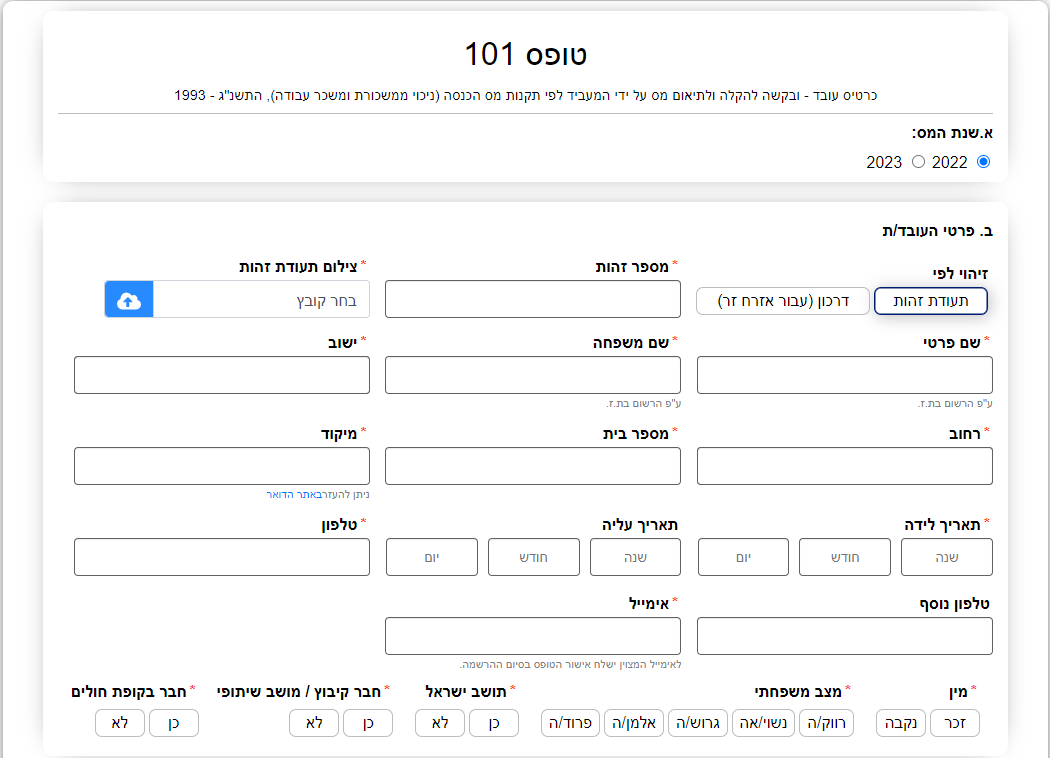 טופס 101
כרטיס עובד - ובקשה להקלה ולתיאום מס על ידי המעביד לפי תקנות מס הכנסה (ניכוי ממשכורת ומשכר עבודה), התשנ"ג - 1993
א.שנת המס:
2022 2023
ב. פרטי העובד/ת
זיהוי לפי * מספר זהות * צילום תעודת זהות
תעודת זהות דרכון (עבור אזרח זר) בחר קובץ
* שם פרטי * שם משפחה * ישוב
ע"פ הרשום בת.ז. ע"פ הרשום בת.ז.
* רחוב * מספר בית * מיקוד
ניתן להעזרבאתר הדואר
* תאריך לידה תאריך עליה * טלפון
שנה חודש יום שנה חודש יום
טלפון נוסף * אימייל
לאימייל המצוין ישלח אישור הטופס בסיום ההרשמה.
* מין * מצב משפחתי * תושב ישראל * חבר קיבוץ / מושב שיתופי * חבר בקופת חולים
זכר נקבה רווק/ה נשוי/אה גרוש/ה אלמן/ה פרוד/ה כן לא כן לא כן לא